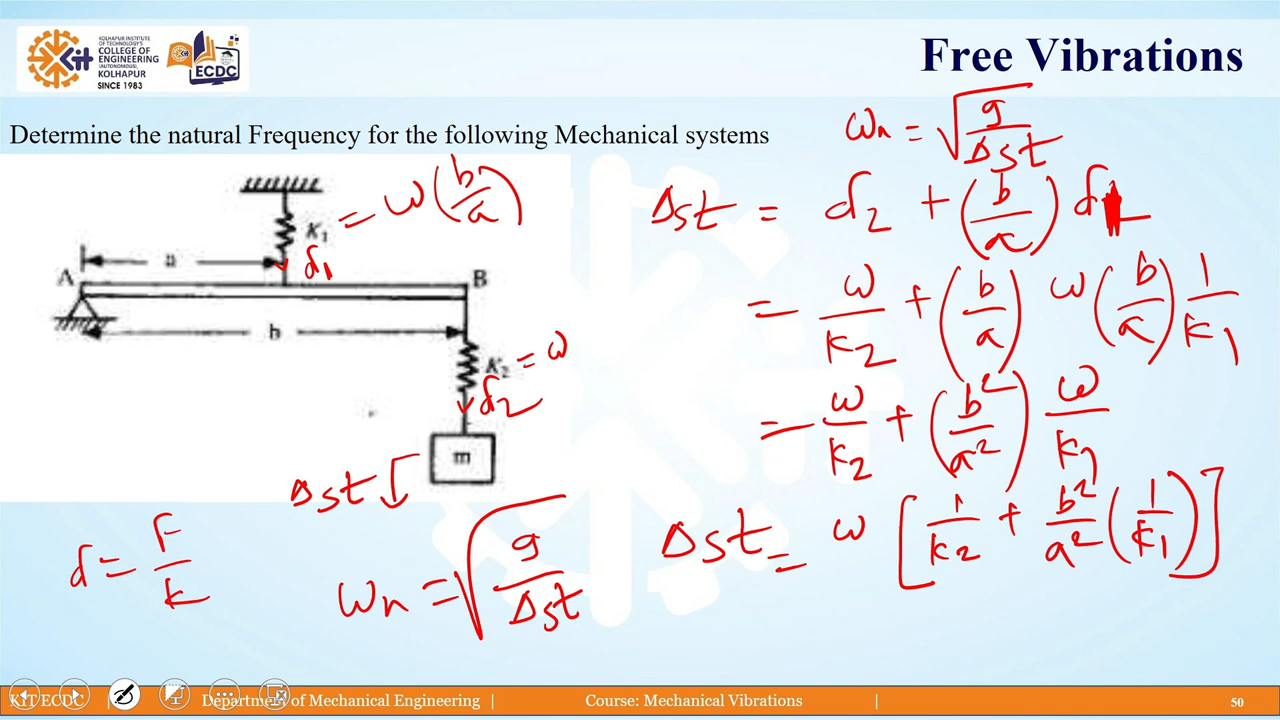 KOLHAPUR INSTITUTE
OF TECHNOLOGY'S
COLLEGE OF
ENGINEERING
(AUTONOMOUS),
KOLHAPUR
SINCE 1983
Kit
ECDC
Free Vibrations
Determine the natural Frequency for the following Mechanical systems
ωn = √(g/Δst)
K₁ = ω(b/a)
δ₁
a
A
B
b
K₂ = ω
δ₂
m
Δst
Δst = δ₂ + (b/a) δ1
= ω/K₂ + (b/a) ω(b/a) 1/K₁
= ω/K₂ + (b²/a²) ω/K₁
Δst = ω [1/K₂ + b²/a² (1/K₁)]
δ = F/K
ωn = √(g/Δst)
KIT ECDC | Department of Mechanical Engineering | Course: Mechanical Vibrations | 50